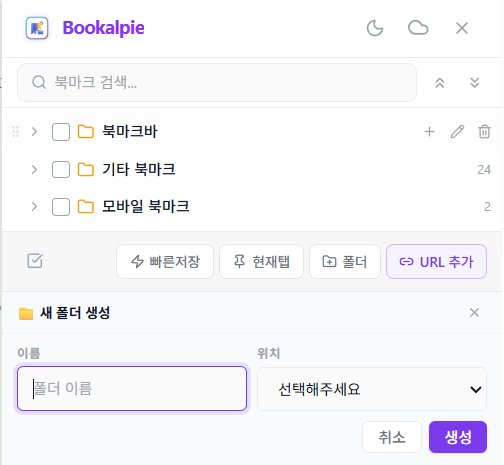 Bookalpie
북마크 검색...
북마크바
기타 북마크 24
모바일 북마크 2
빠른저장 현재탭 폴더 URL 추가
새 폴더 생성
이름 위치
폴더 이름 선택해주세요
취소 생성